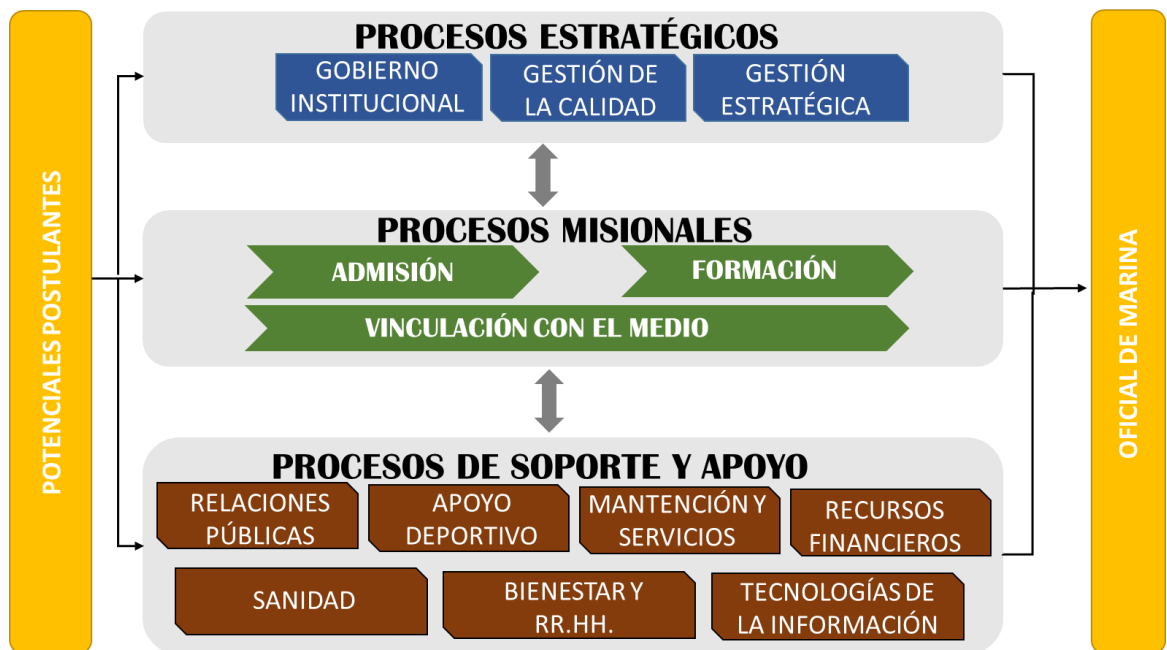 POTENCIALES POSTULANTES
PROCESOS ESTRATÉGICOS
GOBIERNO
INSTITUCIONAL
GESTIÓN DE
LA CALIDAD
GESTIÓN
ESTRATÉGICA
PROCESOS MISIONALES
ADMISIÓN
FORMACIÓN
VINCULACIÓN CON EL MEDIO
PROCESOS DE SOPORTE Y APOYO
RELACIONES
PÚBLICAS
APOYO
DEPORTIVO
MANTENCIÓN Y
SERVICIOS
RECURSOS
FINANCIEROS
SANIDAD
BIENESTAR Y
RR.HH.
TECNOLOGÍAS DE
LA INFORMACIÓN
OFICIAL DE MARINA